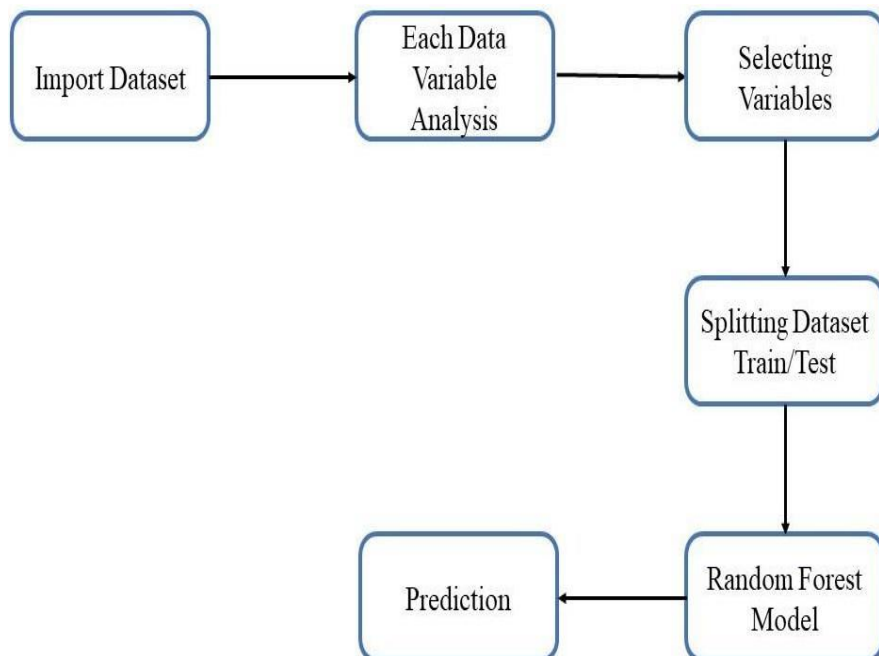 Import Dataset
Each Data
Variable
Analysis
Selecting
Variables
Splitting Dataset
Train/Test
Random Forest
Model
Prediction